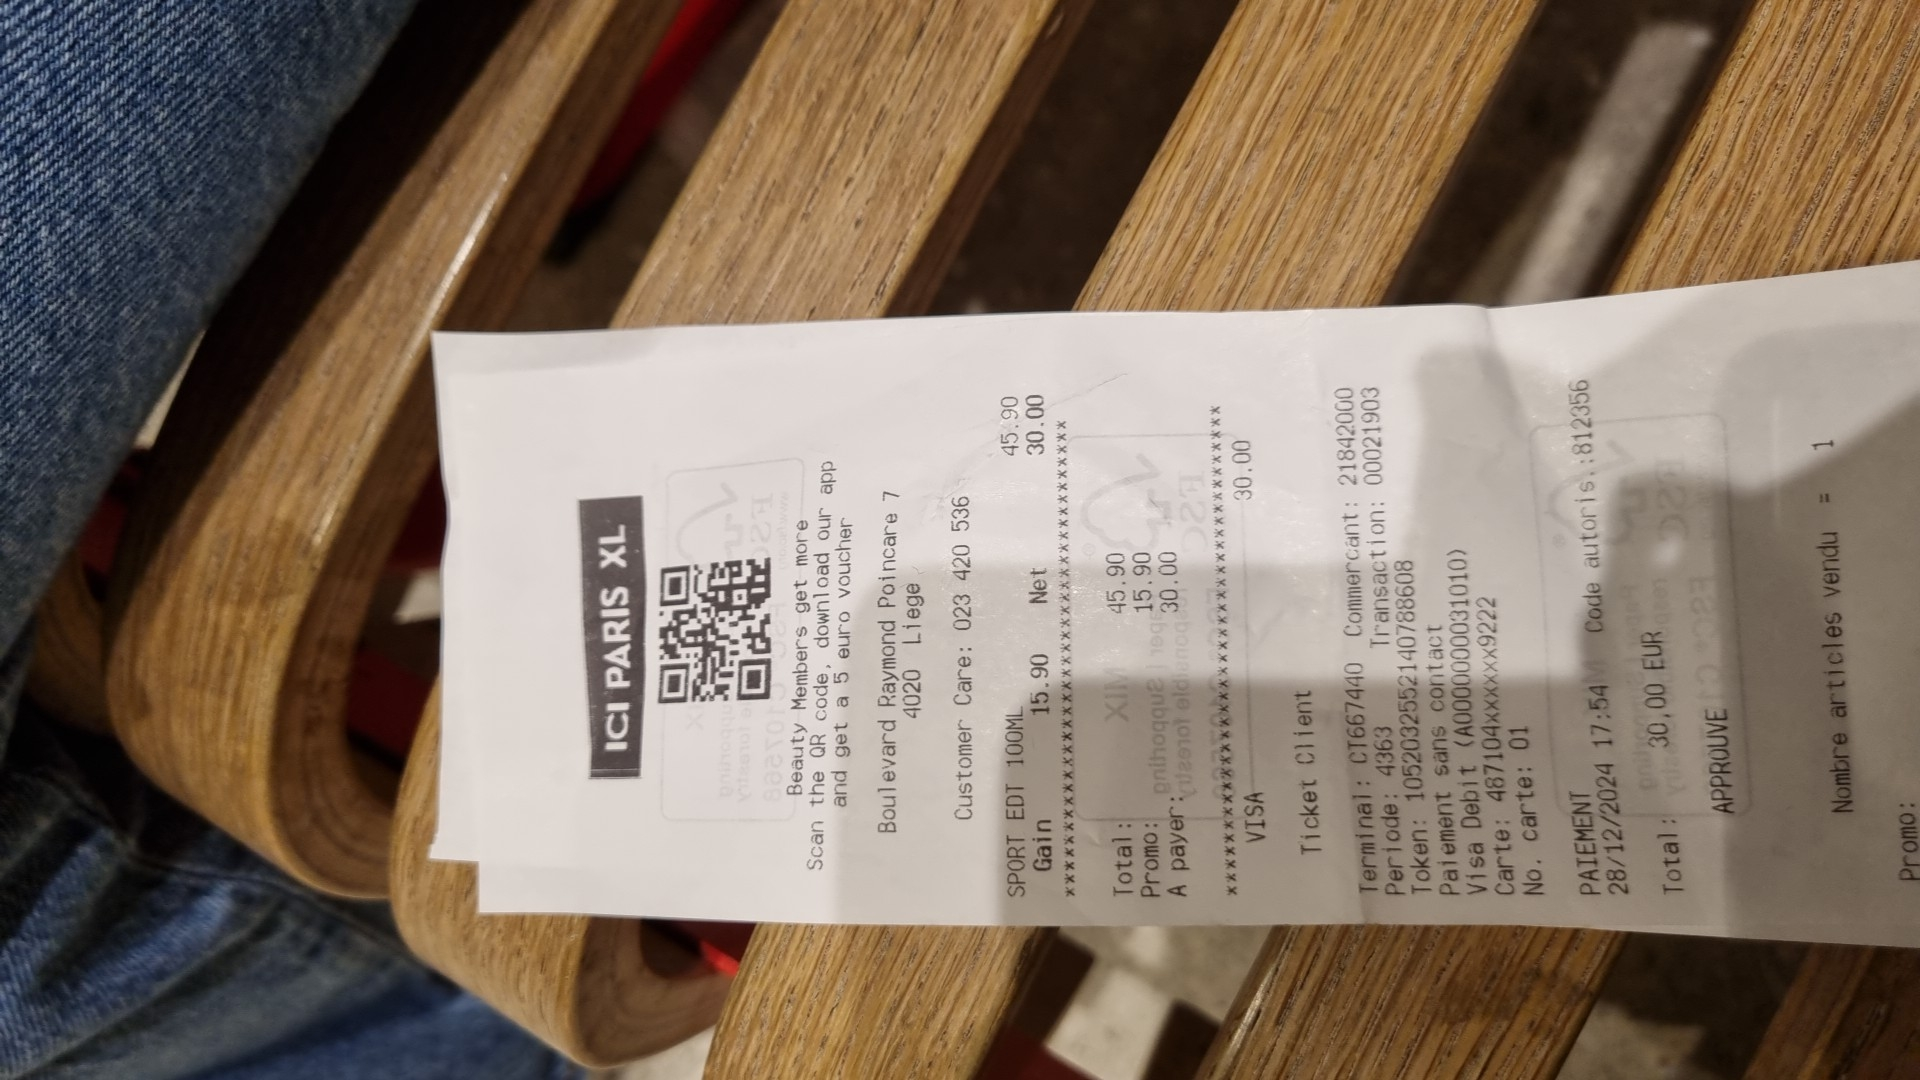 ICI PARIS XL
Beauty Members get more
Scan the QR code, download our app
and get a 5 euro voucher
Boulevard Raymond Poincare 7
4020 Liege
Customer Care: 023 420 536
SPORT EDT 100ML 45.90
Gain 15.90 Net 30.00
************************************
Total: 45.90
Promo: 15.90
A payer: 30.00
************************************
VISA 30.00
Ticket Client
Terminal: CT667440 Commercant: 21842000
Periode: 4363 Transaction: 00021903
Token: 1052032552140788608
Paiement sans contact
Visa Debit (A0000000031010)
Carte: 487104xxxxxx9222
No. carte: 01
PAIEMENT
28/12/2024 17:54 Code autoris.:812356
Total: 30,00 EUR
APPROUVE
Nombre articles vendu = 1
Promo: